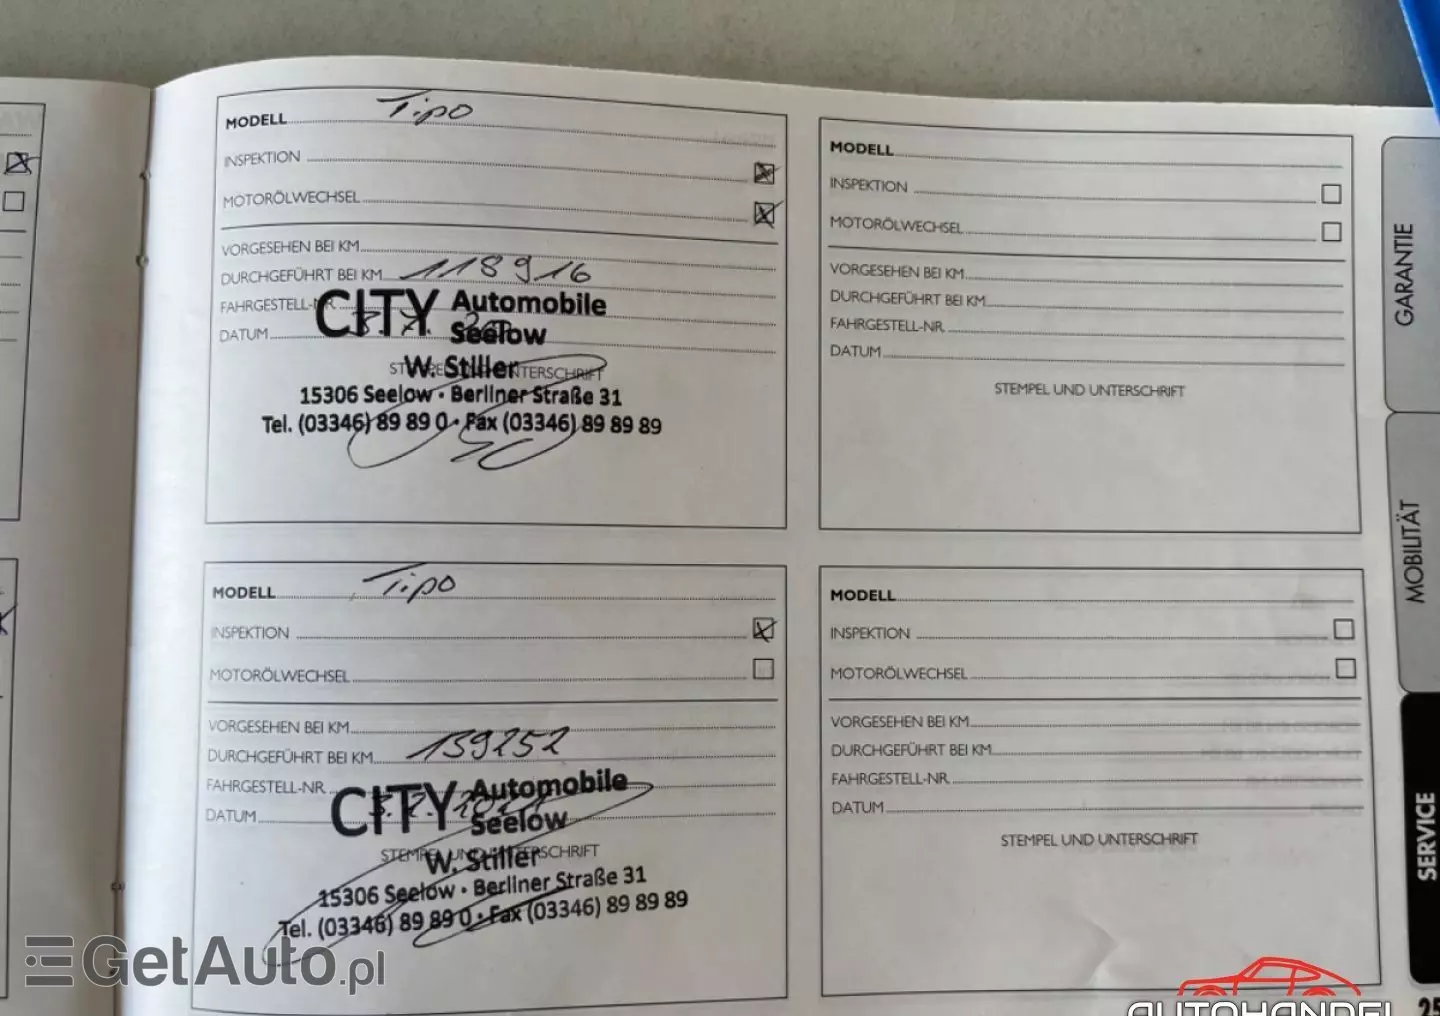 MODELL Tipo
INSPEKTION
MOTORÖLWECHSEL
VORGESEHEN BEI KM
DURCHGEFÜHRT BEI KM 118916
FAHRGESTELL-NR.
DATUM
CITY Automobile
Seelow
STEMPEL UND UNTERSCHRIFT
W. Stiller
15306 Seelow • Berliner Straße 31
Tel. (03346) 89 89 0 • Fax (03346) 89 89 89
MODELL
INSPEKTION
MOTORÖLWECHSEL
VORGESEHEN BEI KM
DURCHGEFÜHRT BEI KM
FAHRGESTELL-NR.
DATUM
STEMPEL UND UNTERSCHRIFT
MODELL Tipo
INSPEKTION
MOTORÖLWECHSEL
VORGESEHEN BEI KM
DURCHGEFÜHRT BEI KM 139252
FAHRGESTELL-NR.
DATUM
CITY Automobile
Seelow
STEMPEL UND UNTERSCHRIFT
W. Stiller
15306 Seelow • Berliner Straße 31
Tel. (03346) 89 89 0 • Fax (03346) 89 89 89
MODELL
INSPEKTION
MOTORÖLWECHSEL
VORGESEHEN BEI KM
DURCHGEFÜHRT BEI KM
FAHRGESTELL-NR.
DATUM
STEMPEL UND UNTERSCHRIFT
GARANTIE
MOBILITÄT
SERVICE
25
GetAuto.pl
AUTOHANDEL